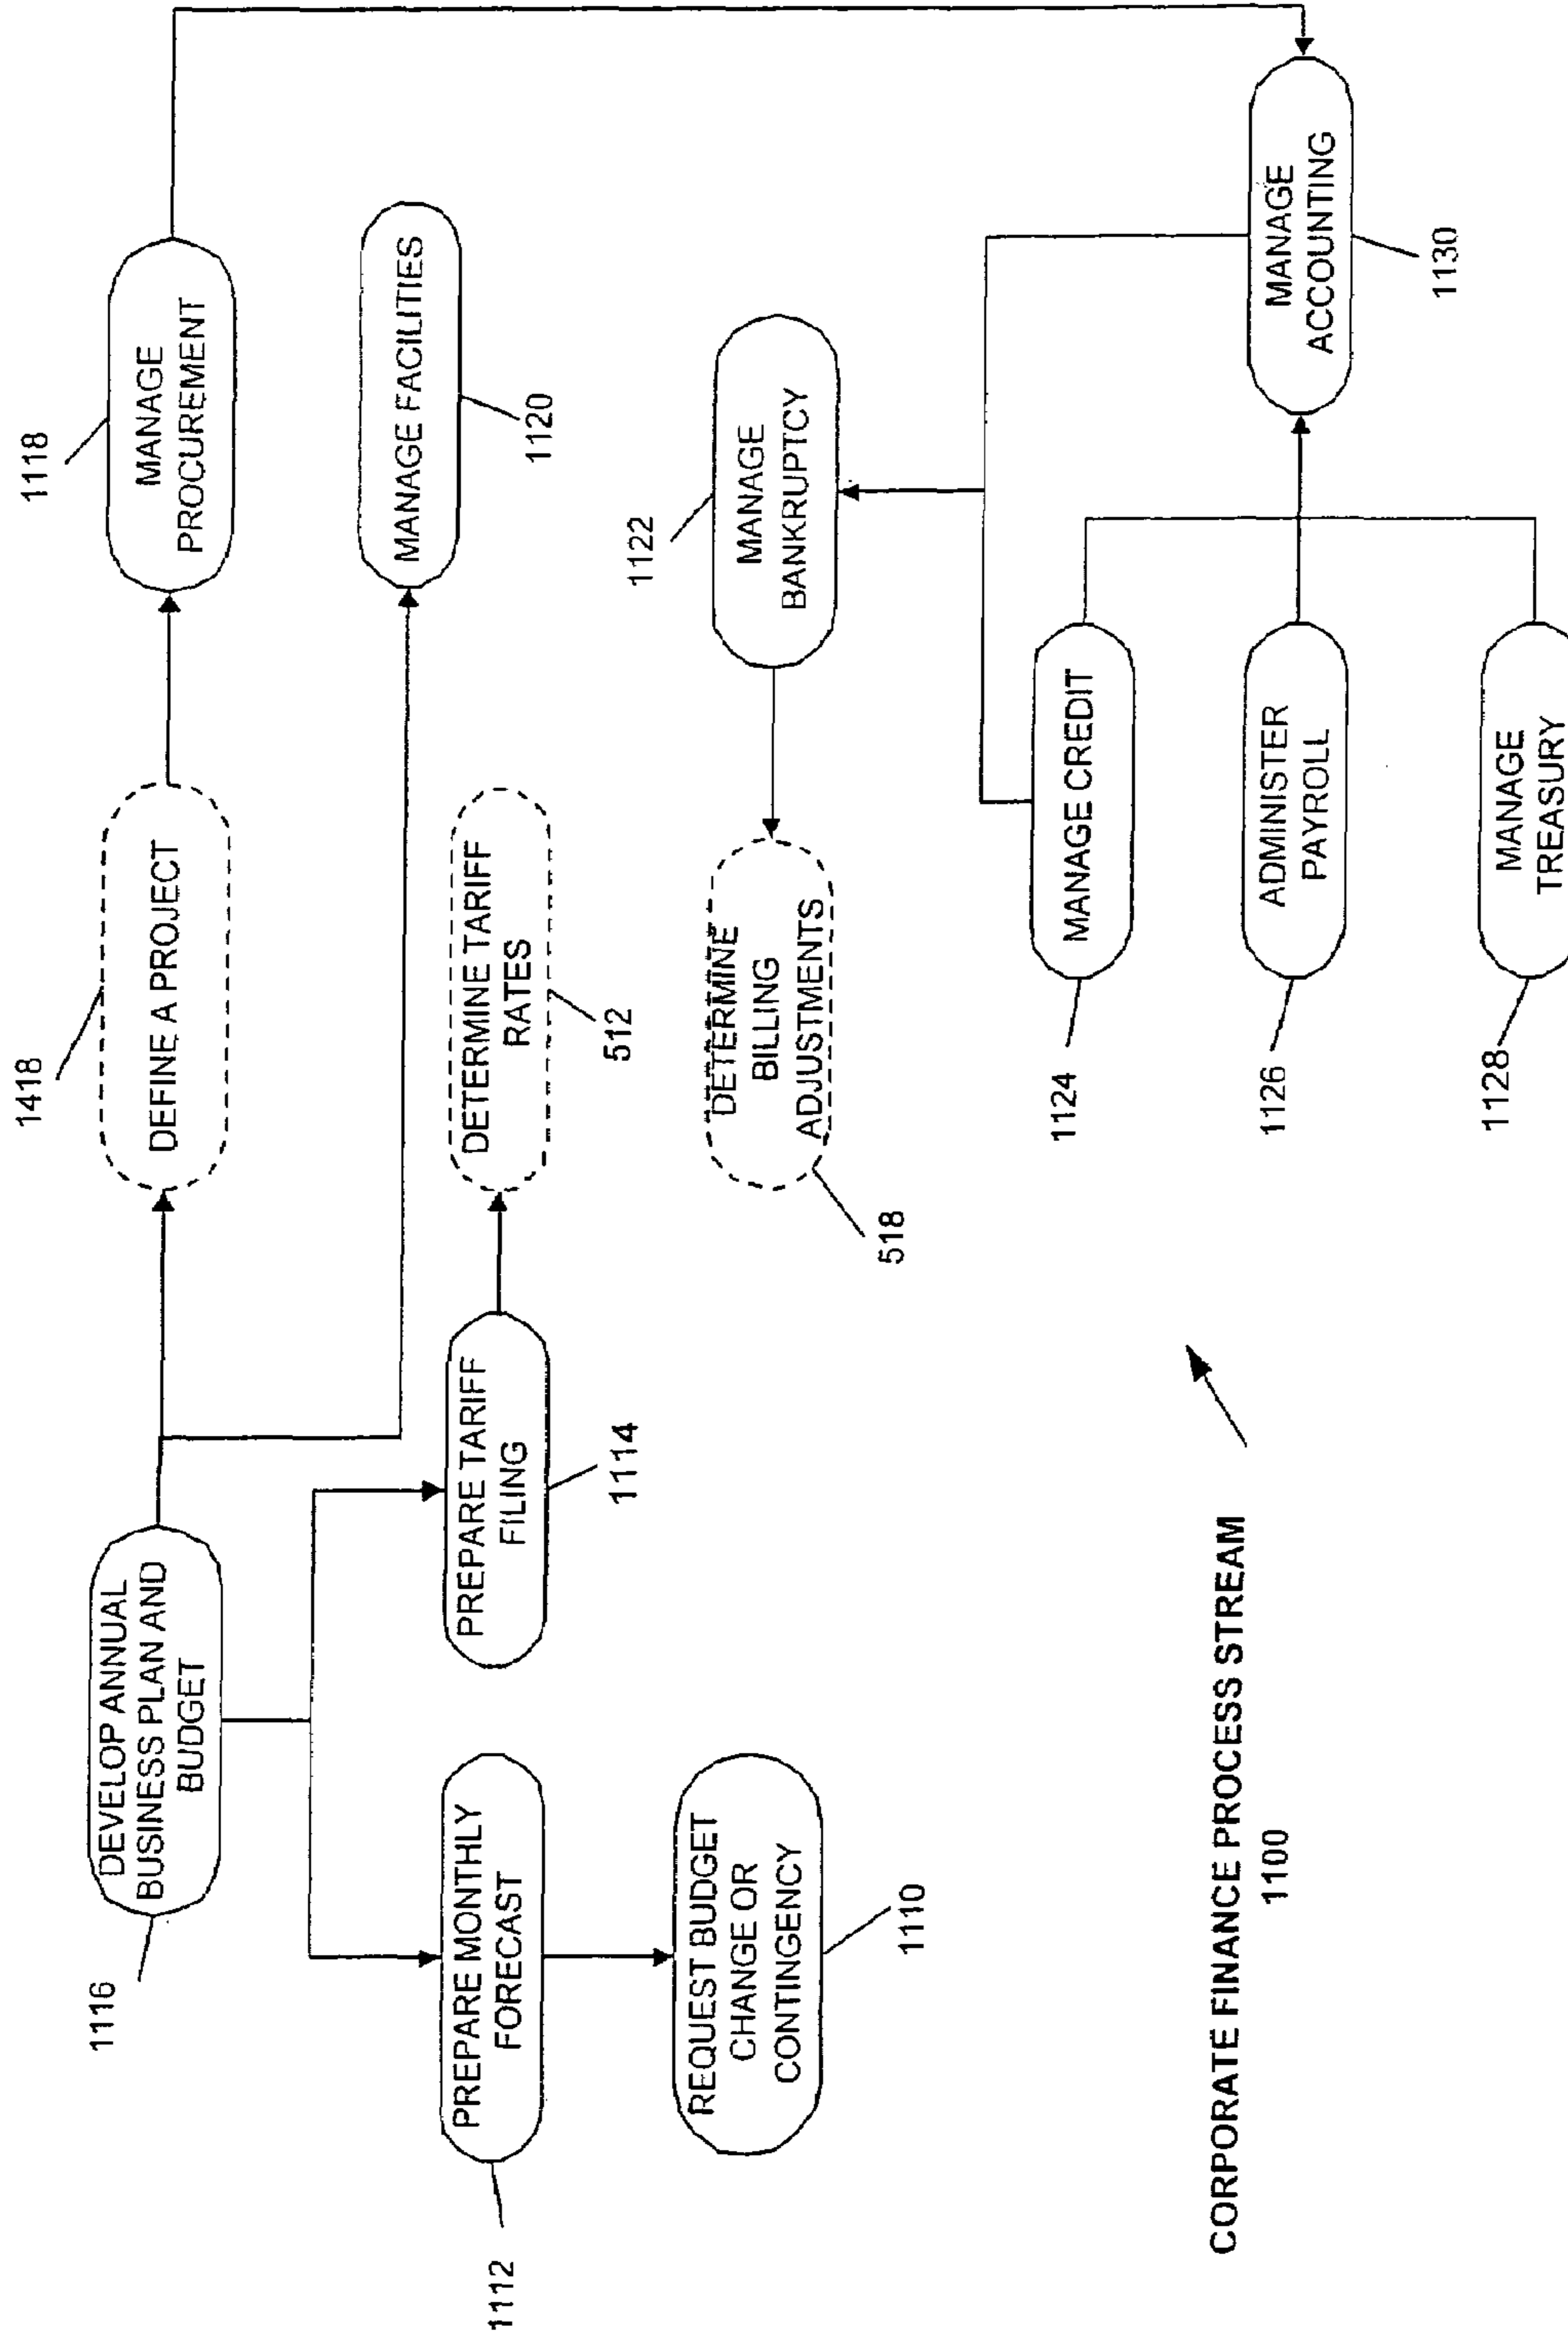 1116
DEVELOP ANNUAL
BUSINESS PLAN AND
BUDGET
1418
DEFINE A PROJECT
1118
MANAGE
PROCUREMENT
MANAGE FACILITIES
1120
1112
PREPARE MONTHLY
FORECAST
PREPARE TARIFF
FILING
1114
DETERMINE TARIFF
RATES
512
REQUEST BUDGET
CHANGE OR
CONTINGENCY
1110
518
DETERMINE
BILLING
ADJUSTMENTS
1122
MANAGE
BANKRUPTCY
1124
MANAGE CREDIT
1126
ADMINISTER
PAYROLL
1128
MANAGE
TREASURY
MANAGE
ACCOUNTING
1130
CORPORATE FINANCE PROCESS STREAM
1100